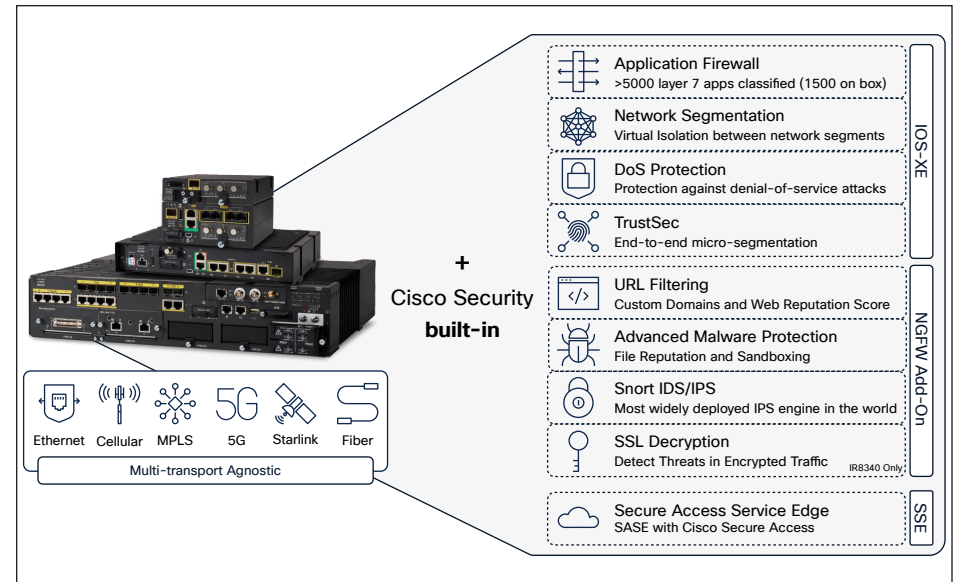 Application Firewall
>5000 layer 7 apps classified (1500 on box)
Network Segmentation
Virtual Isolation between network segments
DoS Protection
Protection against denial-of-service attacks
TrustSec
End-to-end micro-segmentation
IOS-XE
+
Cisco Security
built-in
URL Filtering
Custom Domains and Web Reputation Score
Advanced Malware Protection
File Reputation and Sandboxing
Snort IDS/IPS
Most widely deployed IPS engine in the world
SSL Decryption
Detect Threats in Encrypted Traffic
IR8340 Only
NGFW Add-On
5G
Ethernet
Cellular
MPLS
5G
Starlink
Fiber
Multi-transport Agnostic
Secure Access Service Edge
SASE with Cisco Secure Access
SSE